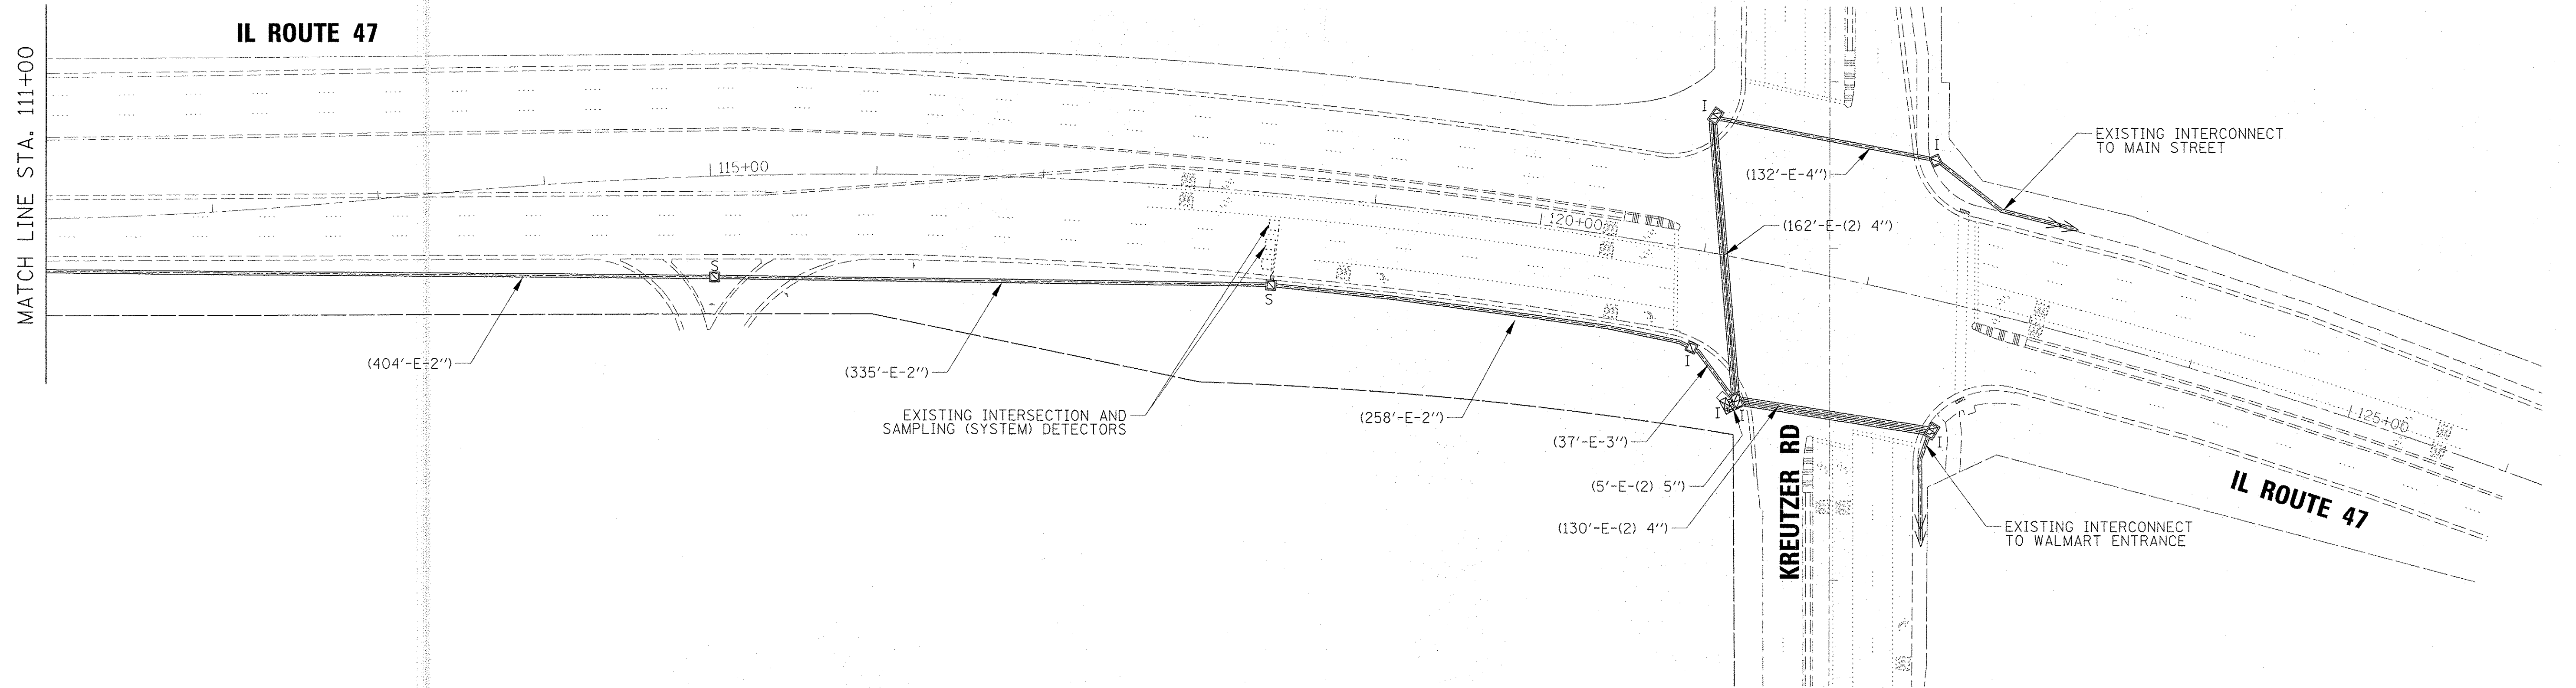 IL ROUTE 47
MATCH LINE STA. 111+00
115+00
120+00
125+00
I
I
EXISTING INTERCONNECT
TO MAIN STREET
(132'-E-4")
(162'-E-(2) 4")
S
S
(404'-E-2")
(335'-E-2")
EXISTING INTERSECTION AND
SAMPLING (SYSTEM) DETECTORS
(258'-E-2")
I
(37'-E-3")
I
I
(5'-E-(2) 5")
(130'-E-(2) 4")
KREUTZER RD
I
EXISTING INTERCONNECT
TO WALMART ENTRANCE
IL ROUTE 47